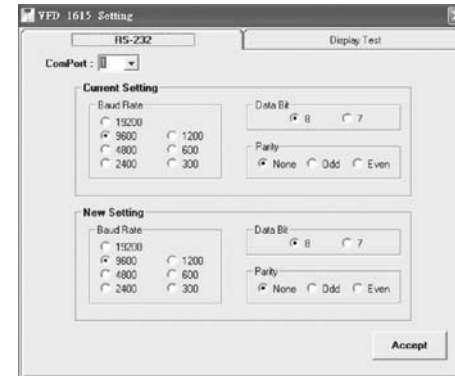 VFD 1615 Setting
RS-232
Display Test
ComPort :
Current Setting
Baud Rate
Data Bit
19200
8 7
9600 1200
4800 600
Parity
2400 300
None Odd Even
New Setting
Baud Rate
Data Bit
19200
8 7
9600 1200
4800 600
Parity
2400 300
None Odd Even
Accept